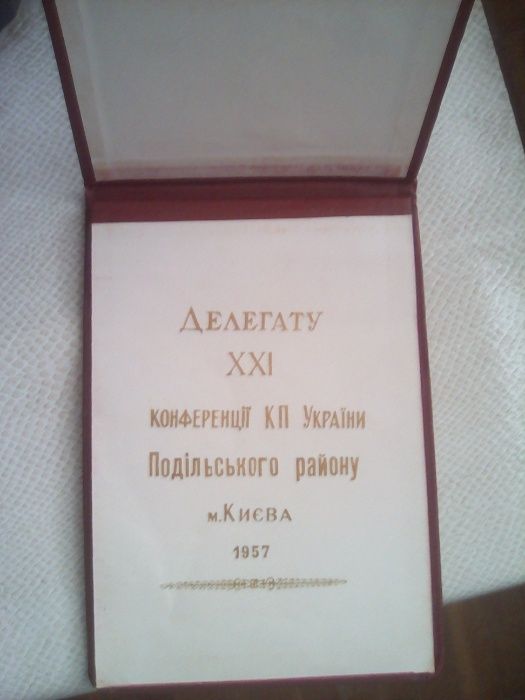 Делегату
XXI
конференції КП України
Подільського району
м.Києва
1957